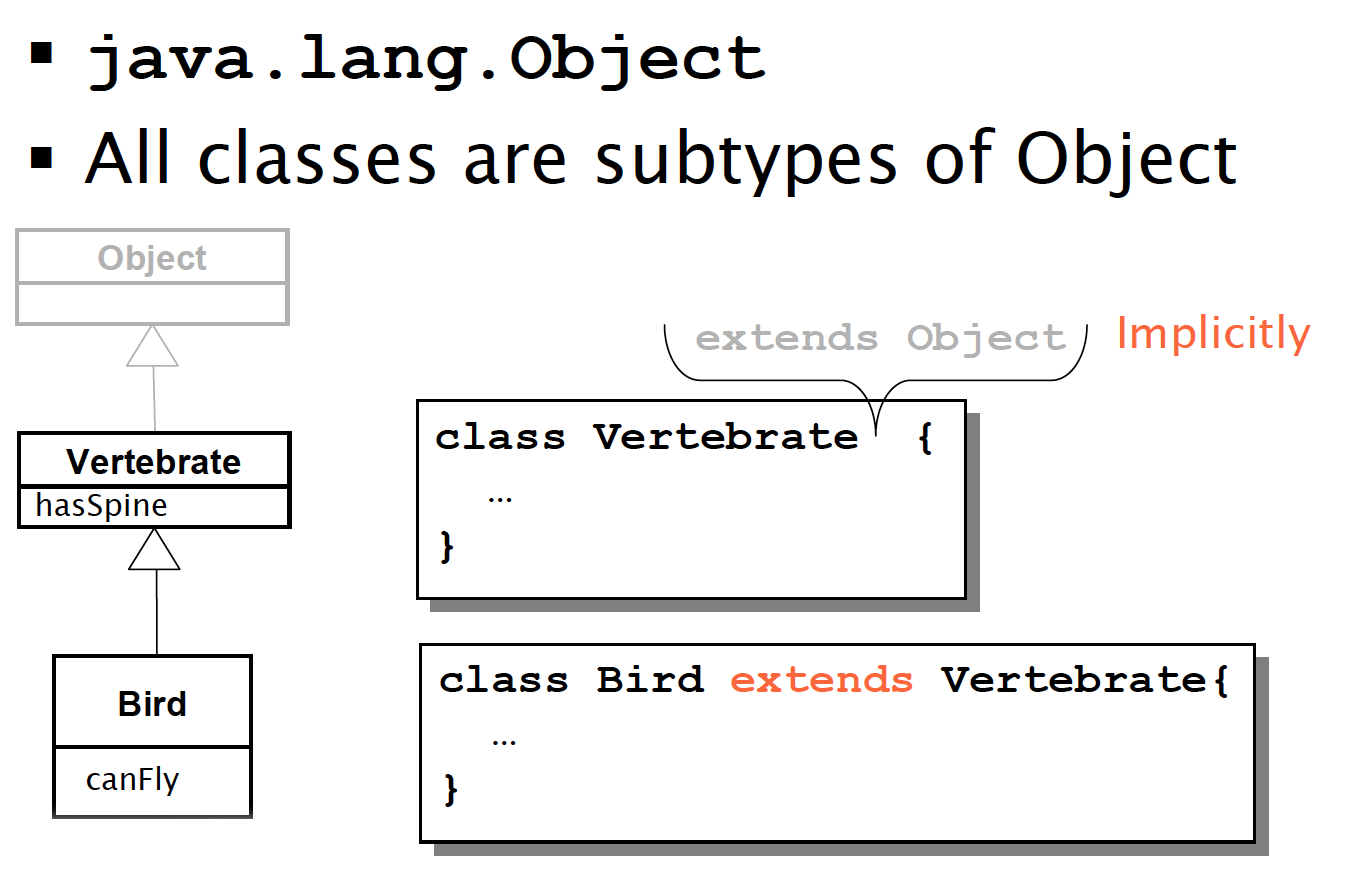 ▪ java.lang.Object
▪ All classes are subtypes of Object
Object
Vertebrate
hasSpine
Bird
canFly
extends Object Implicitly
class Vertebrate {
…
}
class Bird extends Vertebrate{
…
}